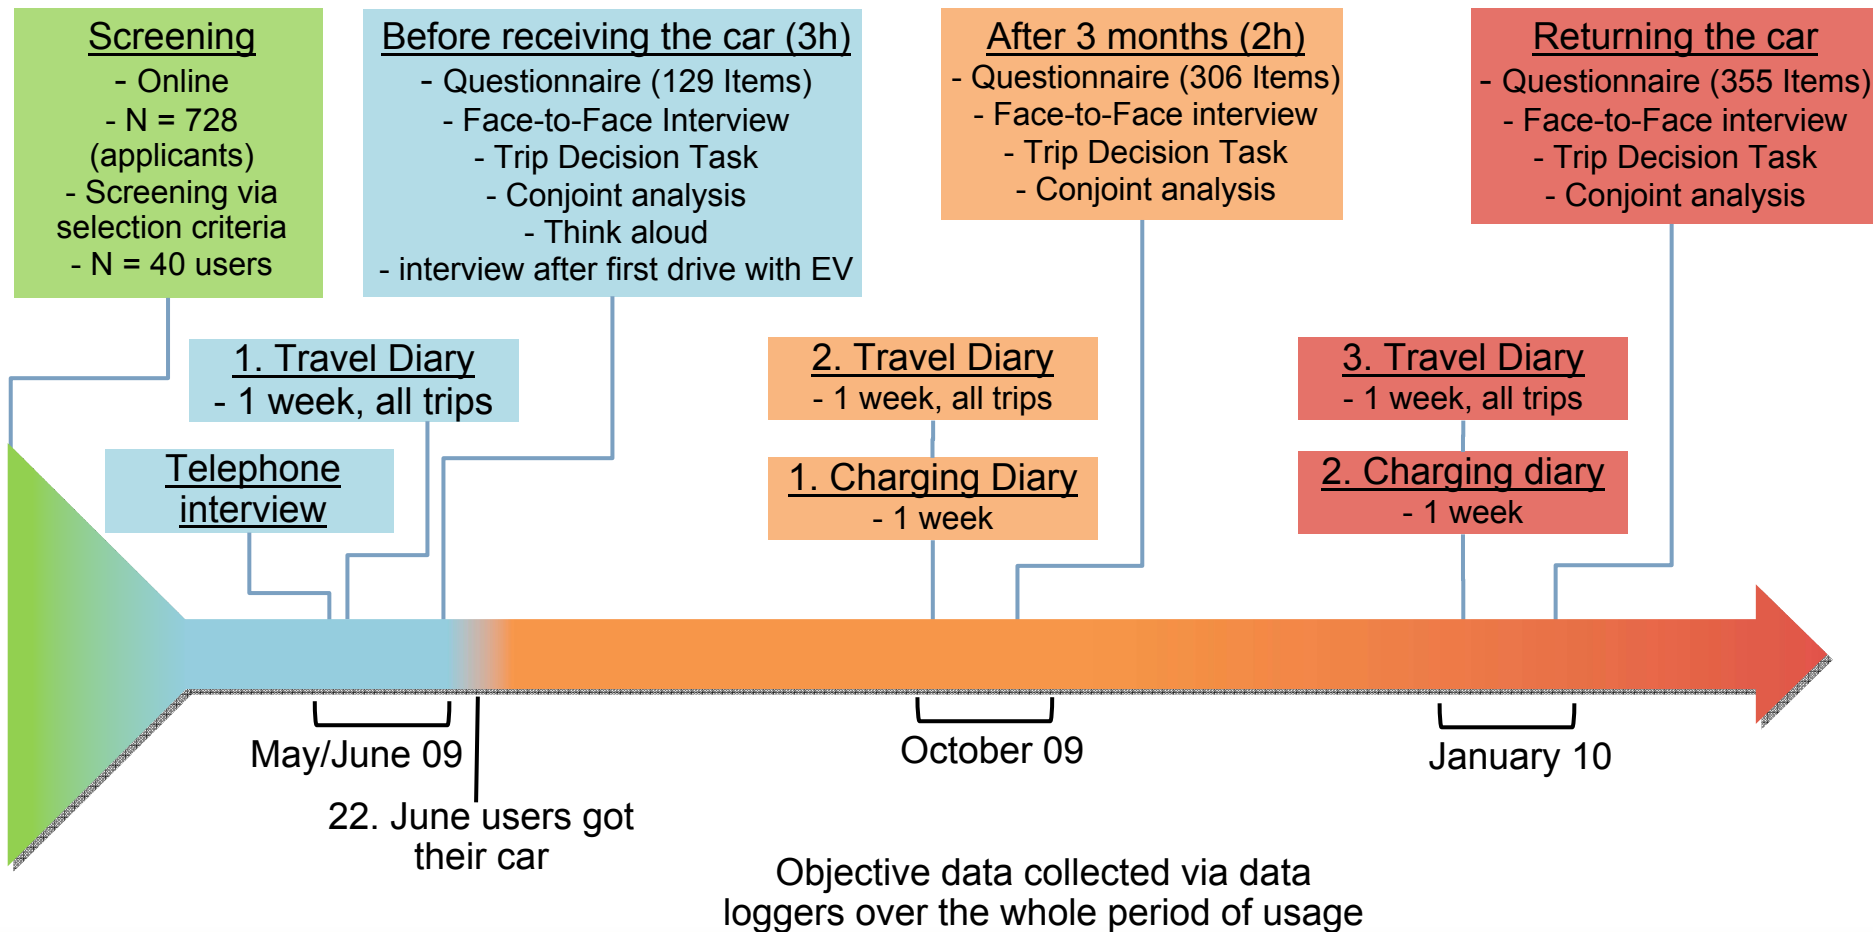 Screening
- Online
- N = 728
(applicants)
- Screening via
selection criteria
- N = 40 users
Before receiving the car (3h)
- Questionnaire (129 Items)
- Face-to-Face Interview
- Trip Decision Task
- Conjoint analysis
- Think aloud
- interview after first drive with EV
After 3 months (2h)
- Questionnaire (306 Items)
- Face-to-Face interview
- Trip Decision Task
- Conjoint analysis
Returning the car
- Questionnaire (355 Items)
- Face-to-Face interview
- Trip Decision Task
- Conjoint analysis
1. Travel Diary
- 1 week, all trips
Telephone
interview
2. Travel Diary
- 1 week, all trips
1. Charging Diary
- 1 week
3. Travel Diary
- 1 week, all trips
2. Charging diary
- 1 week
May/June 09
October 09
January 10
22. June users got
their car
Objective data collected via data
loggers over the whole period of usage